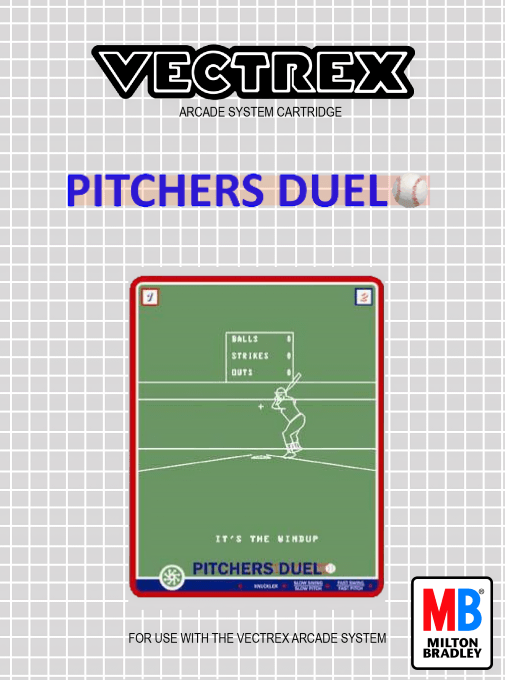 VECTREX
ARCADE SYSTEM CARTRIDGE
PITCHERS DUEL
1
2
BALLS 0
STRIKES 0
OUTS 0
IT'S THE WINDUP
PITCHERS DUEL
KNUCKLER
SLOW SWING
SLOW PITCH
FAST SWING
FAST PITCH
FOR USE WITH THE VECTREX ARCADE SYSTEM
MB®
MILTON
BRADLEY